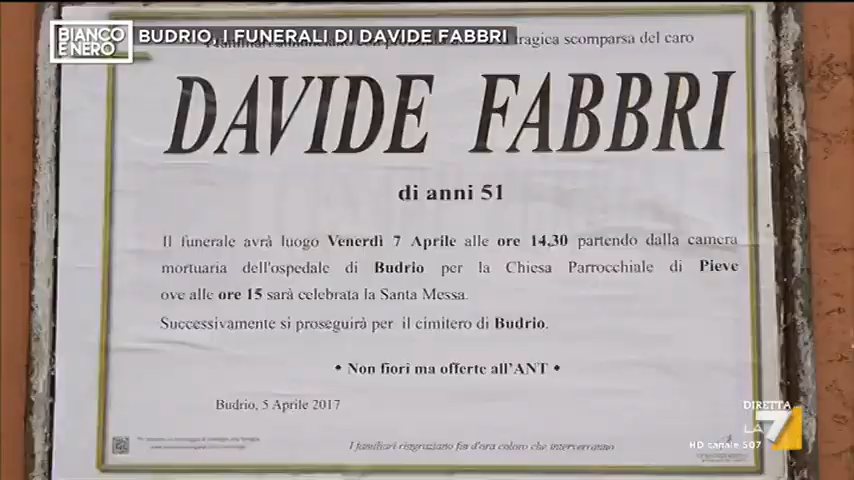 BIANCO
E NERO
BUDRIO, I FUNERALI DI DAVIDE FABBRI
tragica scomparsa del caro
DAVIDE FABBRI
di anni 51
Il funerale avrà luogo Venerdì 7 Aprile alle ore 14,30 partendo dalla camera
mortuaria dell'ospedale di Budrio per la Chiesa Parrocchiale di Pieve
ove alle ore 15 sarà celebrata la Santa Messa.
Successivamente si proseguirà per il cimitero di Budrio.
• Non fiori ma offerte all'ANT •
Budrio, 5 Aprile 2017
I familiari ringraziano fin d'ora coloro che interverranno
DIRETTA
LA7
HD canale 507